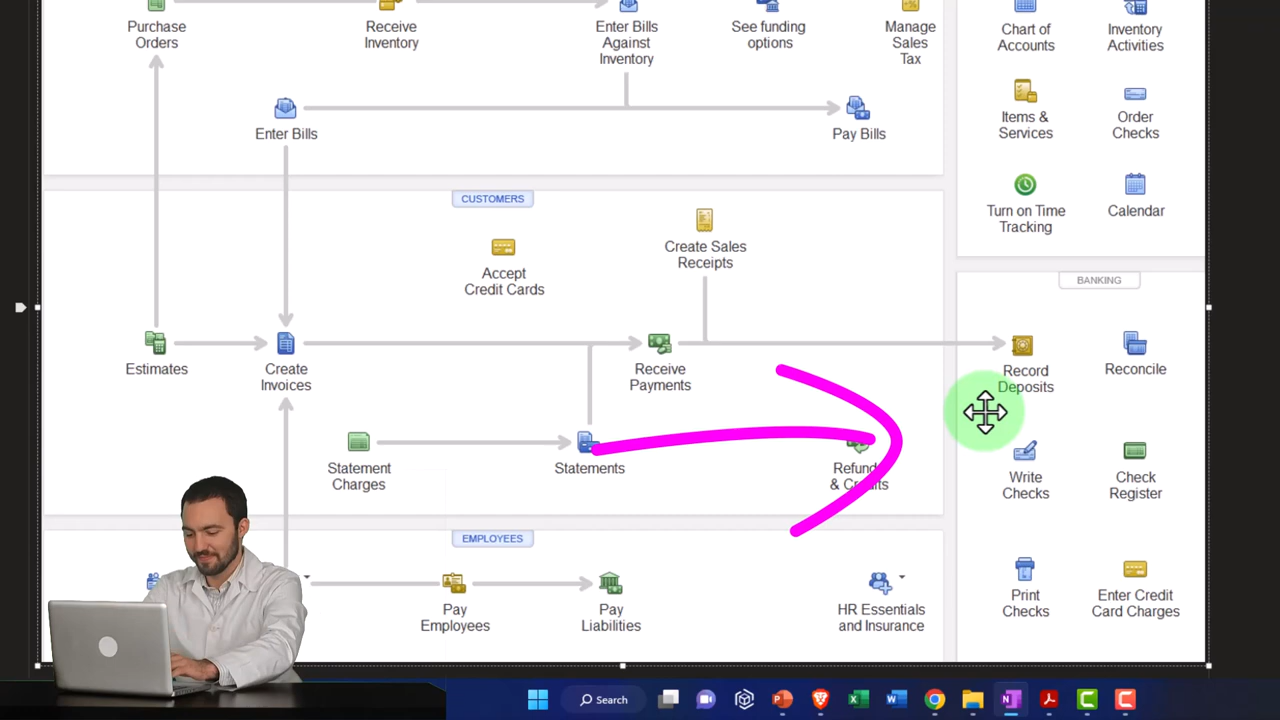 Purchase
Orders
Receive
Inventory
Enter Bills
Against
Inventory
See funding
options
Manage
Sales
Tax
Chart of
Accounts
Inventory
Activities
Enter Bills
Pay Bills
Items &
Services
Order
Checks
Turn on Time
Tracking
Calendar
CUSTOMERS
Create Sales
Receipts
Accept
Credit Cards
BANKING
Estimates
Create
Invoices
Receive
Payments
Record
Deposits
Reconcile
Statement
Charges
Statements
Refunds
& Credits
Write
Checks
Check
Register
EMPLOYEES
Pay
Employees
Pay
Liabilities
HR Essentials
and Insurance
Print
Checks
Enter Credit
Card Charges
Search